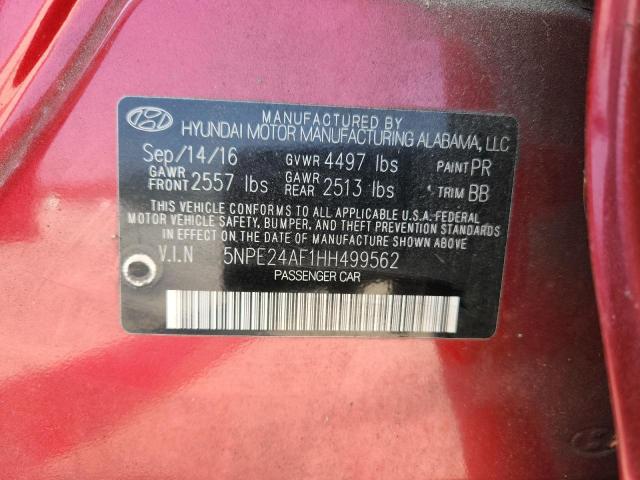 MANUFACTURED BY
HYUNDAI MOTOR MANUFACTURING ALABAMA, LLC
Sep/14/16 GVWR 4497 lbs PAINT PR
GAWR FRONT 2557 lbs GAWR REAR 2513 lbs TRIM BB
THIS VEHICLE CONFORMS TO ALL APPLICABLE U.S.A. FEDERAL
MOTOR VEHICLE SAFETY, BUMPER, AND THEFT PREVENTION STANDARDS
IN EFFECT ON THE DATE OF MANUFACTURE SHOWN ABOVE
V.I.N 5NPE24AF1HH499562
PASSENGER CAR